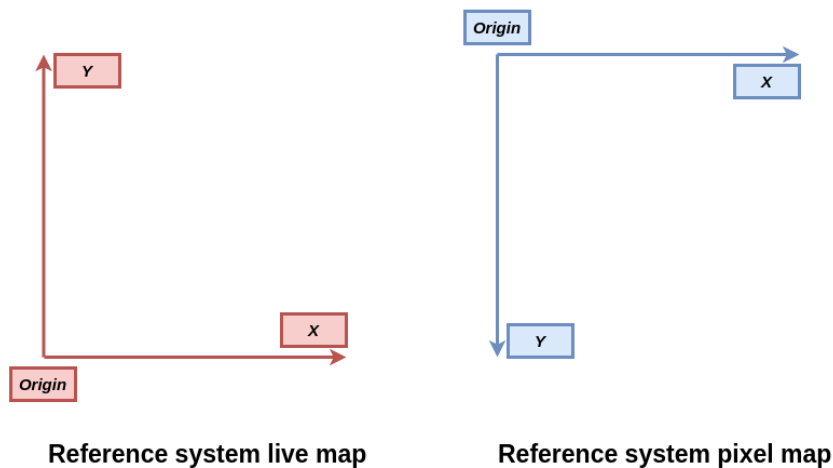 Y
X
Origin
Reference system live map
Origin
X
Y
Reference system pixel map